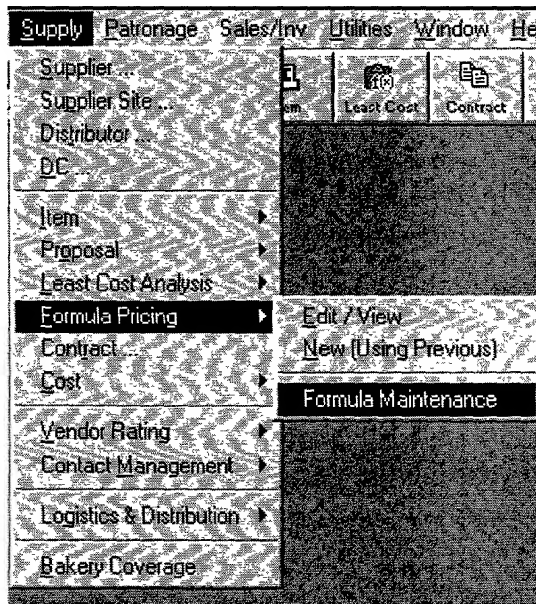 Supply Patronage Sales/Inv Utilities Window He
Supplier ...
Supplier Site ...
Distributor ...
DC ...
Least Cost Contract
Item
Proposal
Least Cost Analysis
Formula Pricing
Contract ...
Cost
Edit / View
New (Using Previous)
Formula Maintenance
Vendor Rating
Contact Management
Logistics & Distribution
Bakery Coverage